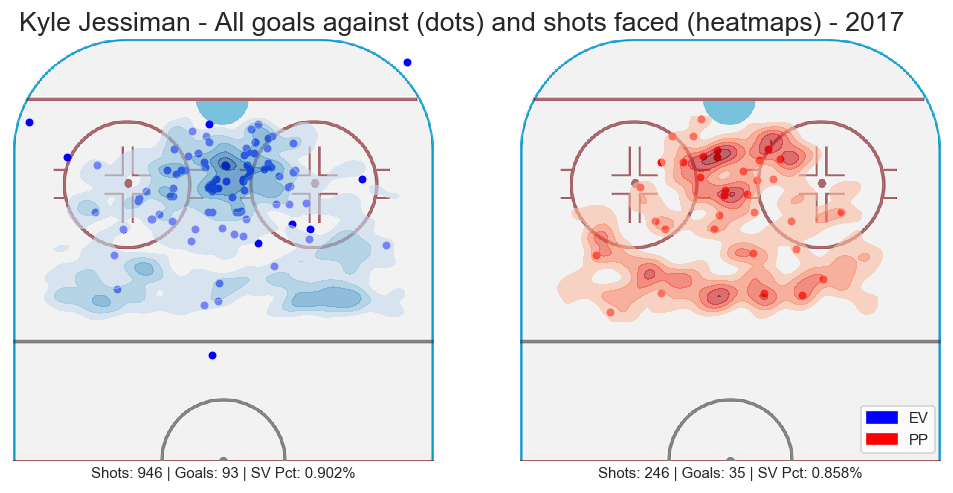 Kyle Jessiman - All goals against (dots) and shots faced (heatmaps) - 2017
EV
PP
Shots: 946 | Goals: 93 | SV Pct: 0.902%
Shots: 246 | Goals: 35 | SV Pct: 0.858%